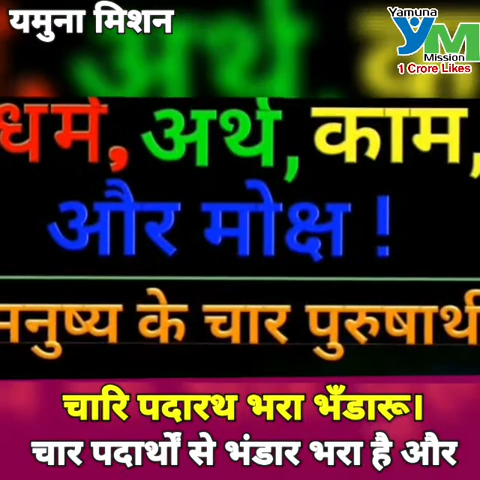 यमुना मिशन
Yamuna
YM
Mission
1 Crore Likes
धर्म, अर्थ, काम,
और मोक्ष !
मनुष्य के चार पुरुषार्थ
चारि पदारथ भरा भँडारू।
चार पदार्थों से भंडार भरा है और